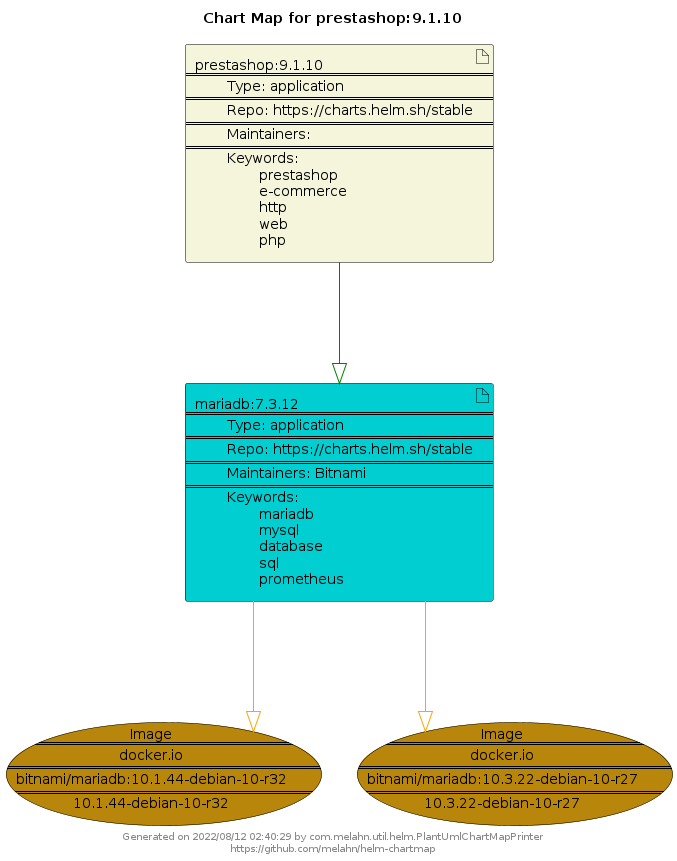 Chart Map for prestashop:9.1.10
prestashop:9.1.10
Type: application
Repo: https://charts.helm.sh/stable
Maintainers:
Keywords:
prestashop
e-commerce
http
web
php
mariadb:7.3.12
Type: application
Repo: https://charts.helm.sh/stable
Maintainers: Bitnami
Keywords:
mariadb
mysql
database
sql
prometheus
Image
docker.io
bitnami/mariadb:10.1.44-debian-10-r32
10.1.44-debian-10-r32
Image
docker.io
bitnami/mariadb:10.3.22-debian-10-r27
10.3.22-debian-10-r27
Generated on 2022/08/12 02:40:29 by com.melahn.util.helm.PlantUmlChartMapPrinter
https://github.com/melahn/helm-chartmap